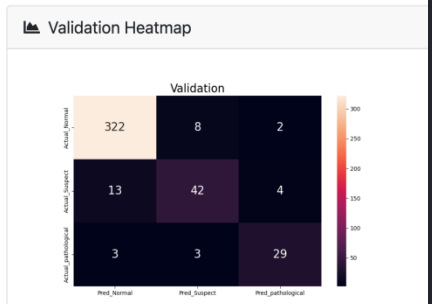 Validation Heatmap
Validation
Actual_Normal
322 8 2
300
250
200
Actual_Suspect
13 42 4
150
100
Actual_pathological
3 3 29
50
Pred_Normal Pred_Suspect Pred_pathological